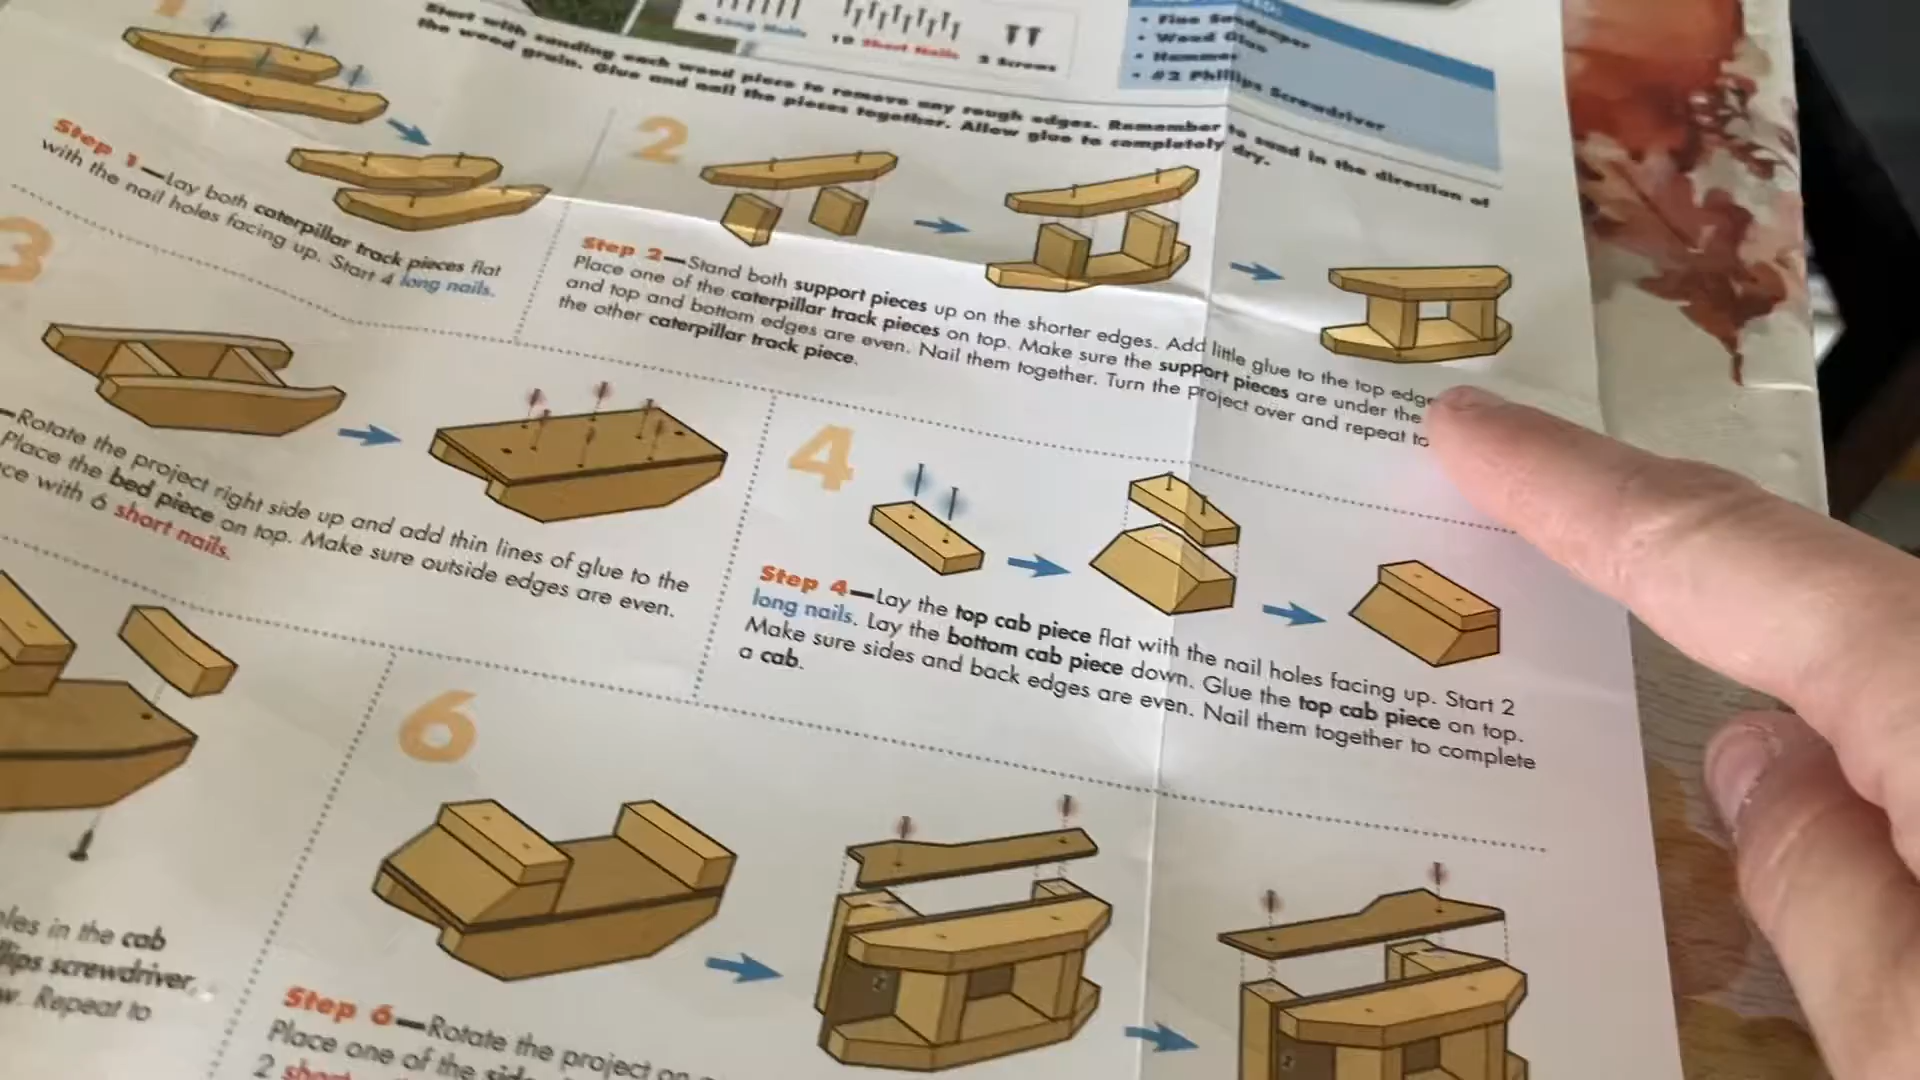 6 Long Nails
10 Short Nails
2 Screws
• Fine Sandpaper
• Wood Glue
• Hammer
• #2 Phillips Screwdriver
Start with sanding each wood piece to remove any rough edges. Remember to sand in the direction of
the wood grain. Glue and nail the pieces together. Allow glue to completely dry.
1
Step 1—Lay both caterpillar track pieces flat
with the nail holes facing up. Start 4 long nails.
2
Step 2—Stand both support pieces up on the shorter edges. Add little glue to the top edge
Place one of the caterpillar track pieces on top. Make sure the support pieces are under the
and top and bottom edges are even. Nail them together. Turn the project over and repeat to
the other caterpillar track piece.
3
—Rotate the project right side up and add thin lines of glue to the
Place the bed piece on top. Make sure outside edges are even.
ce with 6 short nails.
4
Step 4—Lay the top cab piece flat with the nail holes facing up. Start 2
long nails. Lay the bottom cab piece down. Glue the top cab piece on top.
Make sure sides and back edges are even. Nail them together to complete
a cab.
les in the cab
llips screwdriver,
w. Repeat to
6
Step 6—Rotate the project on
Place one of the side
2 short